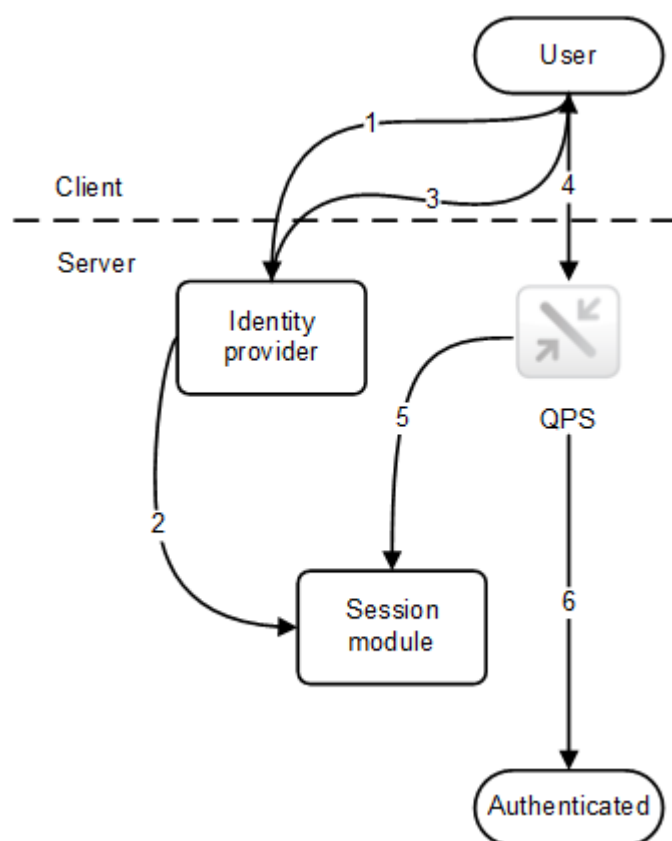 User
1
3
4
Client
Server
Identity
provider
5
QPS
2
Session
module
6
Authenticated